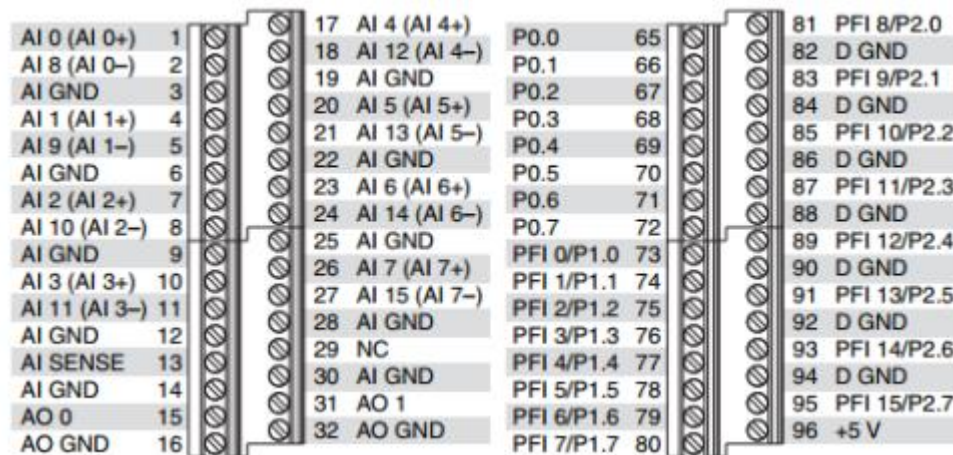 AI 0 (AI 0+) 1
AI 8 (AI 0–) 2
AI GND 3
AI 1 (AI 1+) 4
AI 9 (AI 1–) 5
AI GND 6
AI 2 (AI 2+) 7
AI 10 (AI 2–) 8
AI GND 9
AI 3 (AI 3+) 10
AI 11 (AI 3–) 11
AI GND 12
AI SENSE 13
AI GND 14
AO 0 15
AO GND 16
17 AI 4 (AI 4+)
18 AI 12 (AI 4–)
19 AI GND
20 AI 5 (AI 5+)
21 AI 13 (AI 5–)
22 AI GND
23 AI 6 (AI 6+)
24 AI 14 (AI 6–)
25 AI GND
26 AI 7 (AI 7+)
27 AI 15 (AI 7–)
28 AI GND
29 NC
30 AI GND
31 AO 1
32 AO GND
P0.0 65
P0.1 66
P0.2 67
P0.3 68
P0.4 69
P0.5 70
P0.6 71
P0.7 72
PFI 0/P1.0 73
PFI 1/P1.1 74
PFI 2/P1.2 75
PFI 3/P1.3 76
PFI 4/P1.4 77
PFI 5/P1.5 78
PFI 6/P1.6 79
PFI 7/P1.7 80
81 PFI 8/P2.0
82 D GND
83 PFI 9/P2.1
84 D GND
85 PFI 10/P2.2
86 D GND
87 PFI 11/P2.3
88 D GND
89 PFI 12/P2.4
90 D GND
91 PFI 13/P2.5
92 D GND
93 PFI 14/P2.6
94 D GND
95 PFI 15/P2.7
96 +5 V